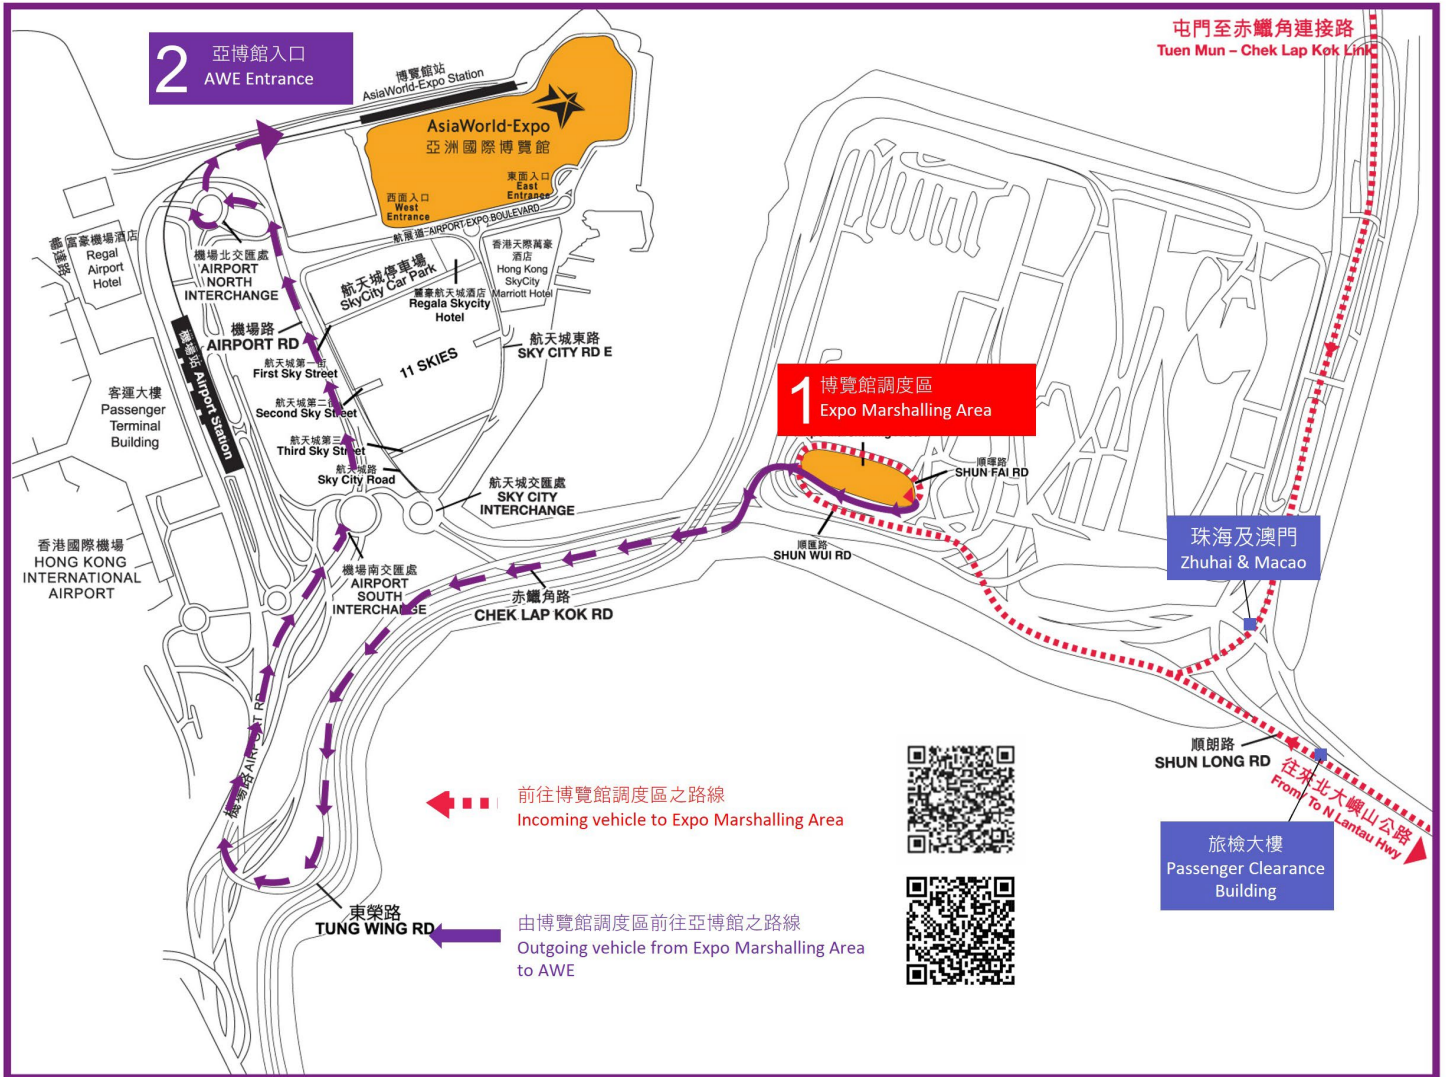 屯門至赤鱲角連接路
Tuen Mun – Chek Lap Kok Link
2
亞博館入口
AWE Entrance
博覽館站
AsiaWorld-Expo Station
AsiaWorld-Expo
亞洲國際博覽館
東面入口
East
Entrance
西面入口
West
Entrance
航展道 AIRPORT EXPO BOULEVARD
富豪機場酒店
Regal
Airport
Hotel
暢達路
機場北交匯處
AIRPORT
NORTH
INTERCHANGE
航天城停車場
SkyCity Car Park
香港天際萬豪
酒店
Hong Kong
SkyCity
Marriott Hotel
麗豪航天城酒店
Regala Skycity
Hotel
機場路
AIRPORT RD
航天城東路
SKY CITY RD E
11 SKIES
機場站 Airport Station
航天城第一街
First Sky Street
航天城第二街
Second Sky Street
航天城第三
Third Sky Street
航天城路
Sky City Road
客運大樓
Passenger
Terminal
Building
1
博覽館調度區
Expo Marshalling Area
順暉路
SHUN FAI RD
航天城交匯處
SKY CITY
INTERCHANGE
順匯路
SHUN WUI RD
珠海及澳門
Zhuhai & Macao
香港國際機場
HONG KONG
INTERNATIONAL
AIRPORT
機場南交匯處
AIRPORT
SOUTH
INTERCHANGE
赤鱲角路
CHEK LAP KOK RD
機場路 AIRPORT RD
順朗路
SHUN LONG RD
往來北大嶼山公路
From/ To N Lantau Hwy
前往博覽館調度區之路線
Incoming vehicle to Expo Marshalling Area
旅檢大樓
Passenger Clearance
Building
東榮路
TUNG WING RD
由博覽館調度區前往亞博館之路線
Outgoing vehicle from Expo Marshalling Area
to AWE